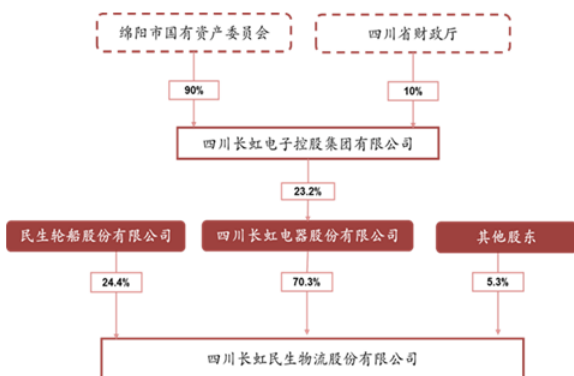 绵阳市国有资产委员会
四川省财政厅
90%
10%
四川长虹电子控股集团有限公司
23.2%
民生轮船股份有限公司
四川长虹电器股份有限公司
其他股东
24.4%
70.3%
5.3%
四川长虹民生物流股份有限公司